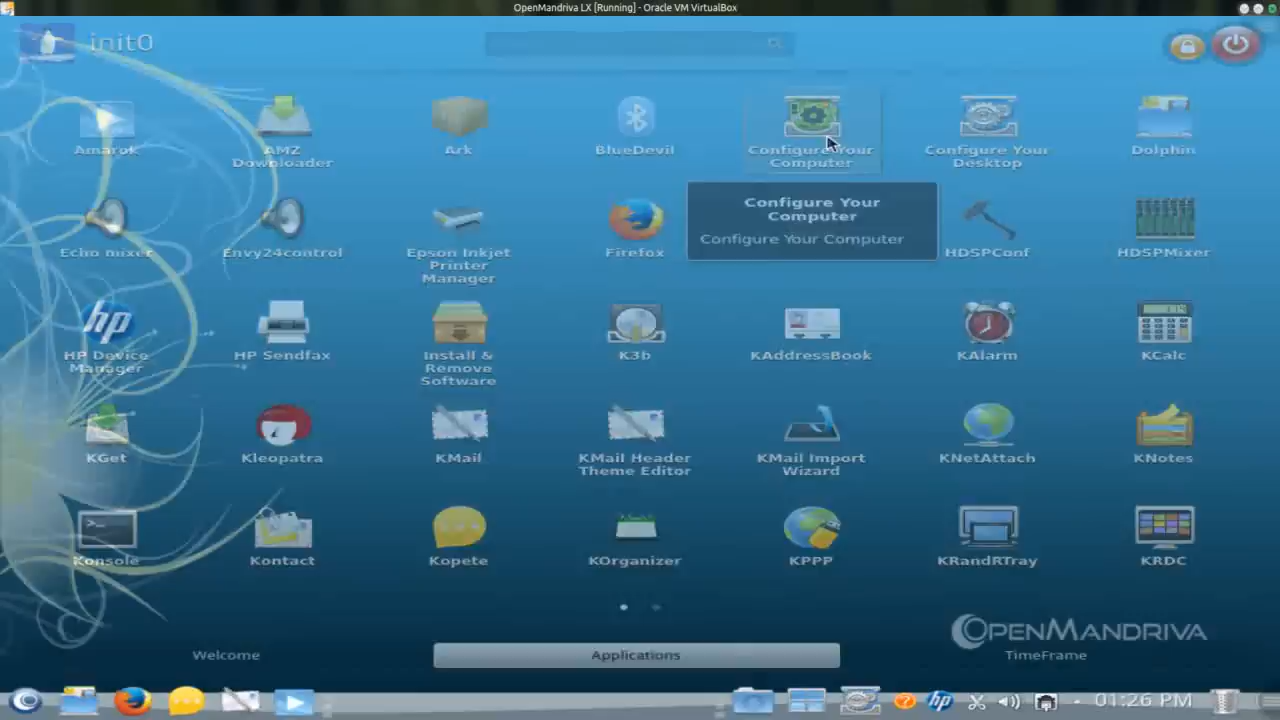 OpenMandriva LX [Running] - Oracle VM VirtualBox
init0
Amarok
AMZ
Downloader
Ark
BlueDevil
Configure Your
Computer
Configure Your
Desktop
Dolphin
Echo mixer
Envy24control
Epson Inkjet
Printer
Manager
Firefox
Configure Your
Computer
Configure Your Computer
HDSPConf
HDSPMixer
hp
HP Device
Manager
HP Sendfax
Install &
Remove
Software
K3b
KAddressBook
KAlarm
KCalc
KGet
Kleopatra
KMail
KMail Header
Theme Editor
KMail Import
Wizard
KNetAttach
KNotes
Konsole
Kontact
Kopete
KOrganizer
KPPP
KRandRTray
KRDC
OPENMANDRIVA
Welcome
Applications
TimeFrame
hp
01:26 PM